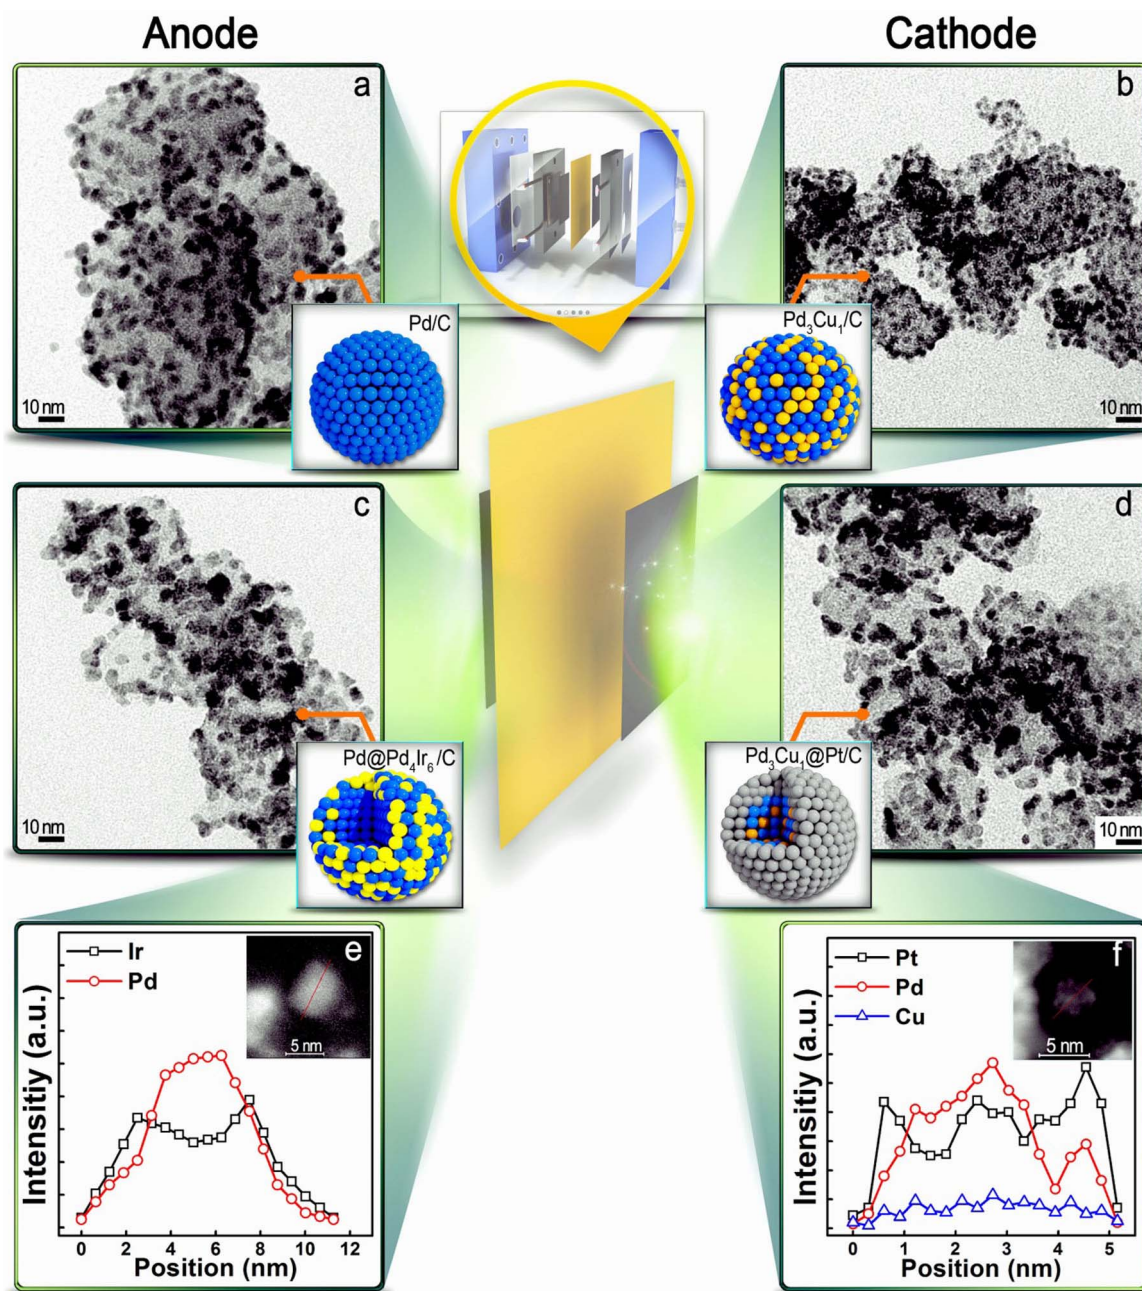 Anode
Cathode
a
b
Pd/C
Pd₃Cu₁/C
10 nm
10 nm
c
d
Pd@Pd₄Ir₆/C
Pd₃Cu₁@Pt/C
10 nm
10 nm
e
Ir
Pd
5 nm
Intensitiy (a.u.)
0 2 4 6 8 10 12
Position (nm)
f
Pt
Pd
Cu
5 nm
Intensitiy (a.u.)
0 1 2 3 4 5
Position (nm)